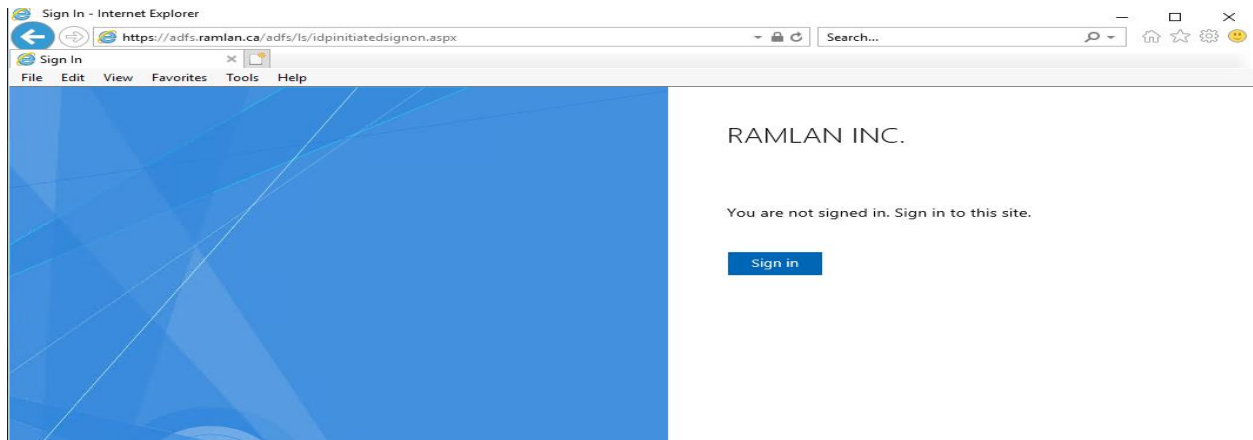 Sign In - Internet Explorer
https://adfs.ramlan.ca/adfs/ls/idpinitiatedsignon.aspx Search...
Sign In
File Edit View Favorites Tools Help
RAMLAN INC.
You are not signed in. Sign in to this site.
Sign in